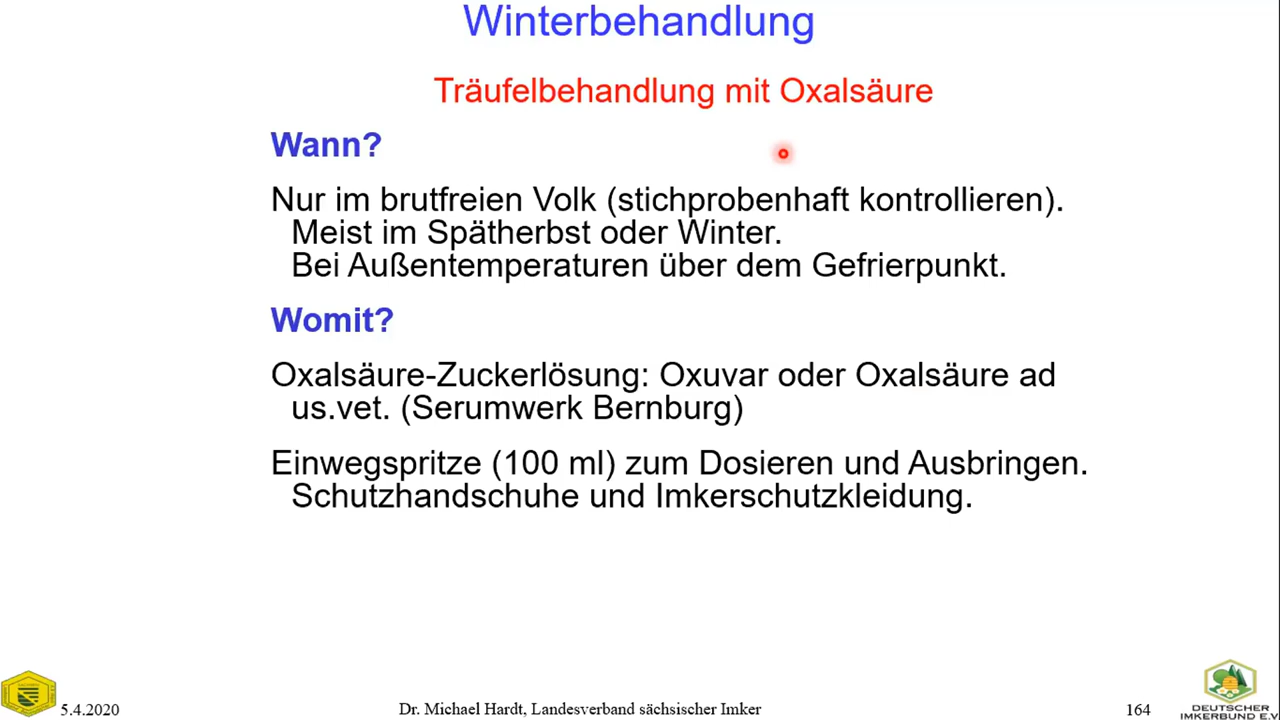 Winterbehandlung
Träufelbehandlung mit Oxalsäure
Wann?
Nur im brutfreien Volk (stichprobenhaft kontrollieren).
Meist im Spätherbst oder Winter.
Bei Außentemperaturen über dem Gefrierpunkt.
Womit?
Oxalsäure-Zuckerlösung: Oxuvar oder Oxalsäure ad
us.vet. (Serumwerk Bernburg)
Einwegspritze (100 ml) zum Dosieren und Ausbringen.
Schutzhandschuhe und Imkerschutzkleidung.
5.4.2020
Dr. Michael Hardt, Landesverband sächsischer Imker
164
DEUTSCHER
IMKERBUND E.V.